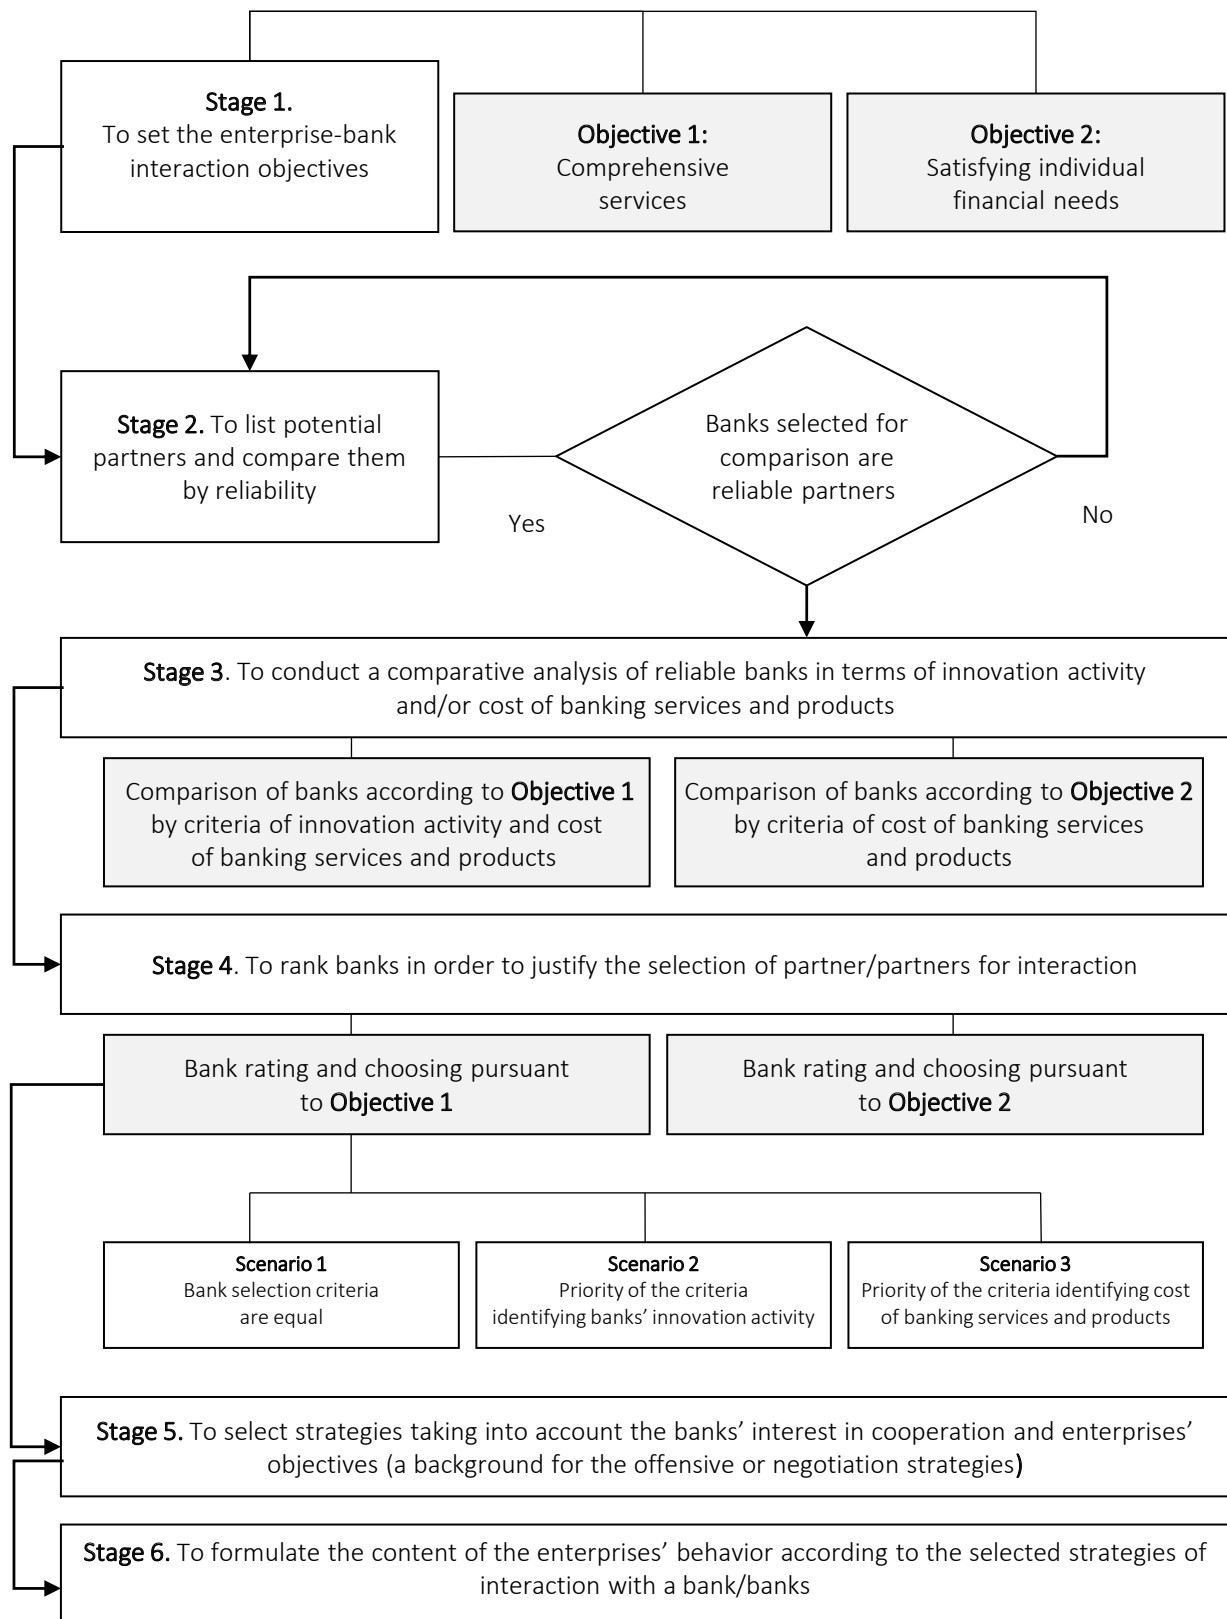 Stage 1.
To set the enterprise-bank
interaction objectives
Objective 1:
Comprehensive
services
Objective 2:
Satisfying individual
financial needs
Stage 2. To list potential
partners and compare them
by reliability
Banks selected for
comparison are
reliable partners
Yes
No
Stage 3. To conduct a comparative analysis of reliable banks in terms of innovation activity
and/or cost of banking services and products
Comparison of banks according to Objective 1
by criteria of innovation activity and cost
of banking services and products
Comparison of banks according to Objective 2
by criteria of cost of banking services
and products
Stage 4. To rank banks in order to justify the selection of partner/partners for interaction
Bank rating and choosing pursuant
to Objective 1
Bank rating and choosing pursuant
to Objective 2
Scenario 1
Bank selection criteria
are equal
Scenario 2
Priority of the criteria
identifying banks’ innovation activity
Scenario 3
Priority of the criteria identifying cost
of banking services and products
Stage 5. To select strategies taking into account the banks’ interest in cooperation and enterprises’
objectives (a background for the offensive or negotiation strategies)
Stage 6. To formulate the content of the enterprises’ behavior according to the selected strategies of
interaction with a bank/banks